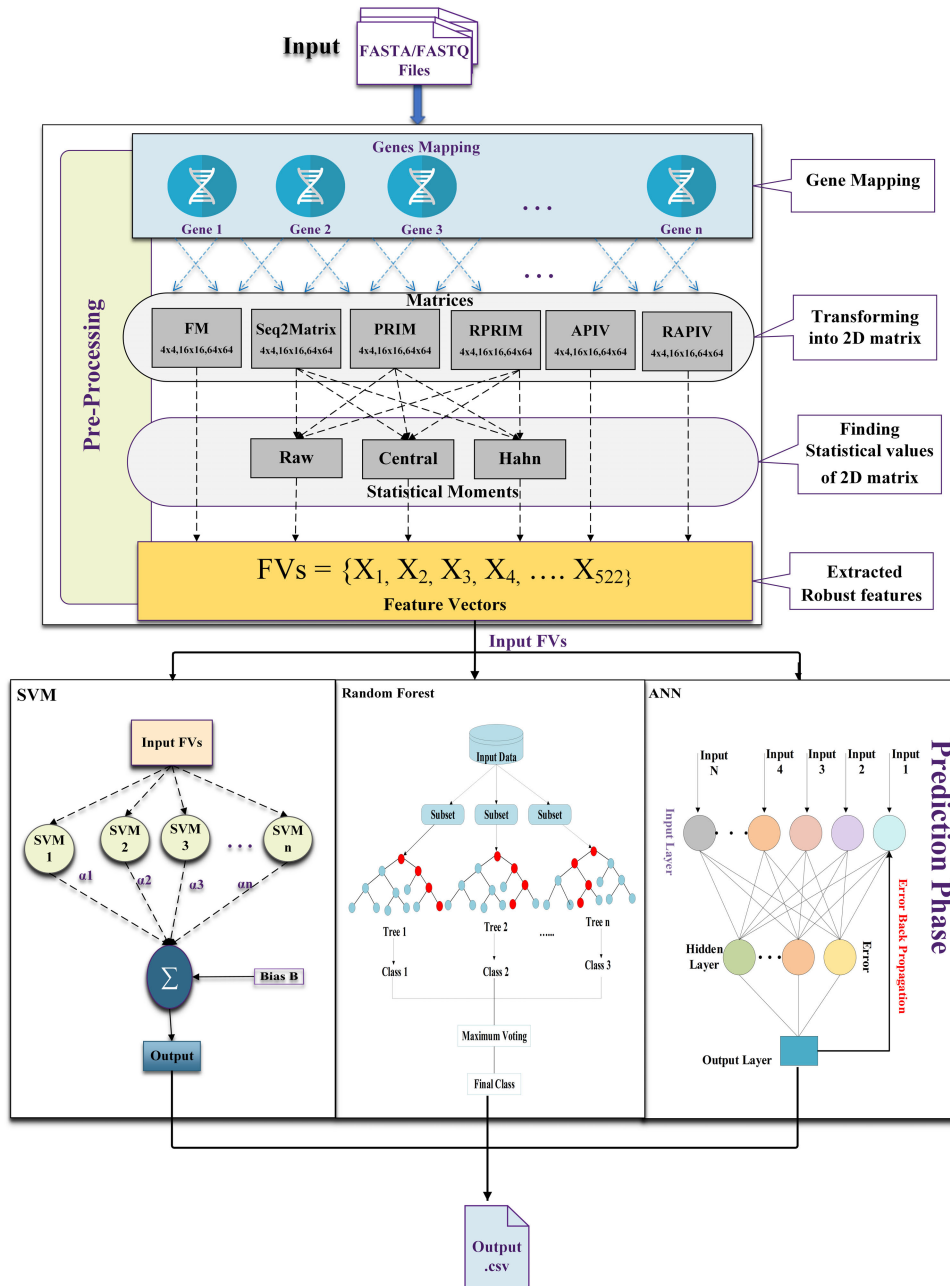 Input
FASTA/FASTQ
Files
Pre-Processing
Genes Mapping
Gene 1
Gene 2
Gene 3
. . .
Gene n
Gene Mapping
. . .
Matrices
FM
4x4,16x16,64x64
Seq2Matrix
4x4,16x16,64x64
PRIM
4x4,16x16,64x64
RPRIM
4x4,16x16,64x64
APIV
4x4,16x16,64x64
RAPIV
4x4,16x16,64x64
Transforming
into 2D matrix
Raw
Central
Hahn
Statistical Moments
Finding
Statistical values
of 2D matrix
FVs = {X1, X2, X3, X4, .... X522}
Feature Vectors
Extracted
Robust features
Input FVs
SVM
Input FVs
SVM
1
SVM
2
SVM
3
. . .
SVM
n
α1
α2
α3
αn
Σ
Bias B
Output
Random Forest
Input Data
Subset
Subset
Subset
Tree 1
Tree 2
......
Tree n
Class 1
Class 2
Class 3
Maximum Voting
Final Class
ANN
Prediction Phase
Input
N
Input
4
Input
3
Input
2
Input
1
Input Layer
. . .
Hidden
Layer
...
Error
Error Back Propagation
Output Layer
Output
.csv